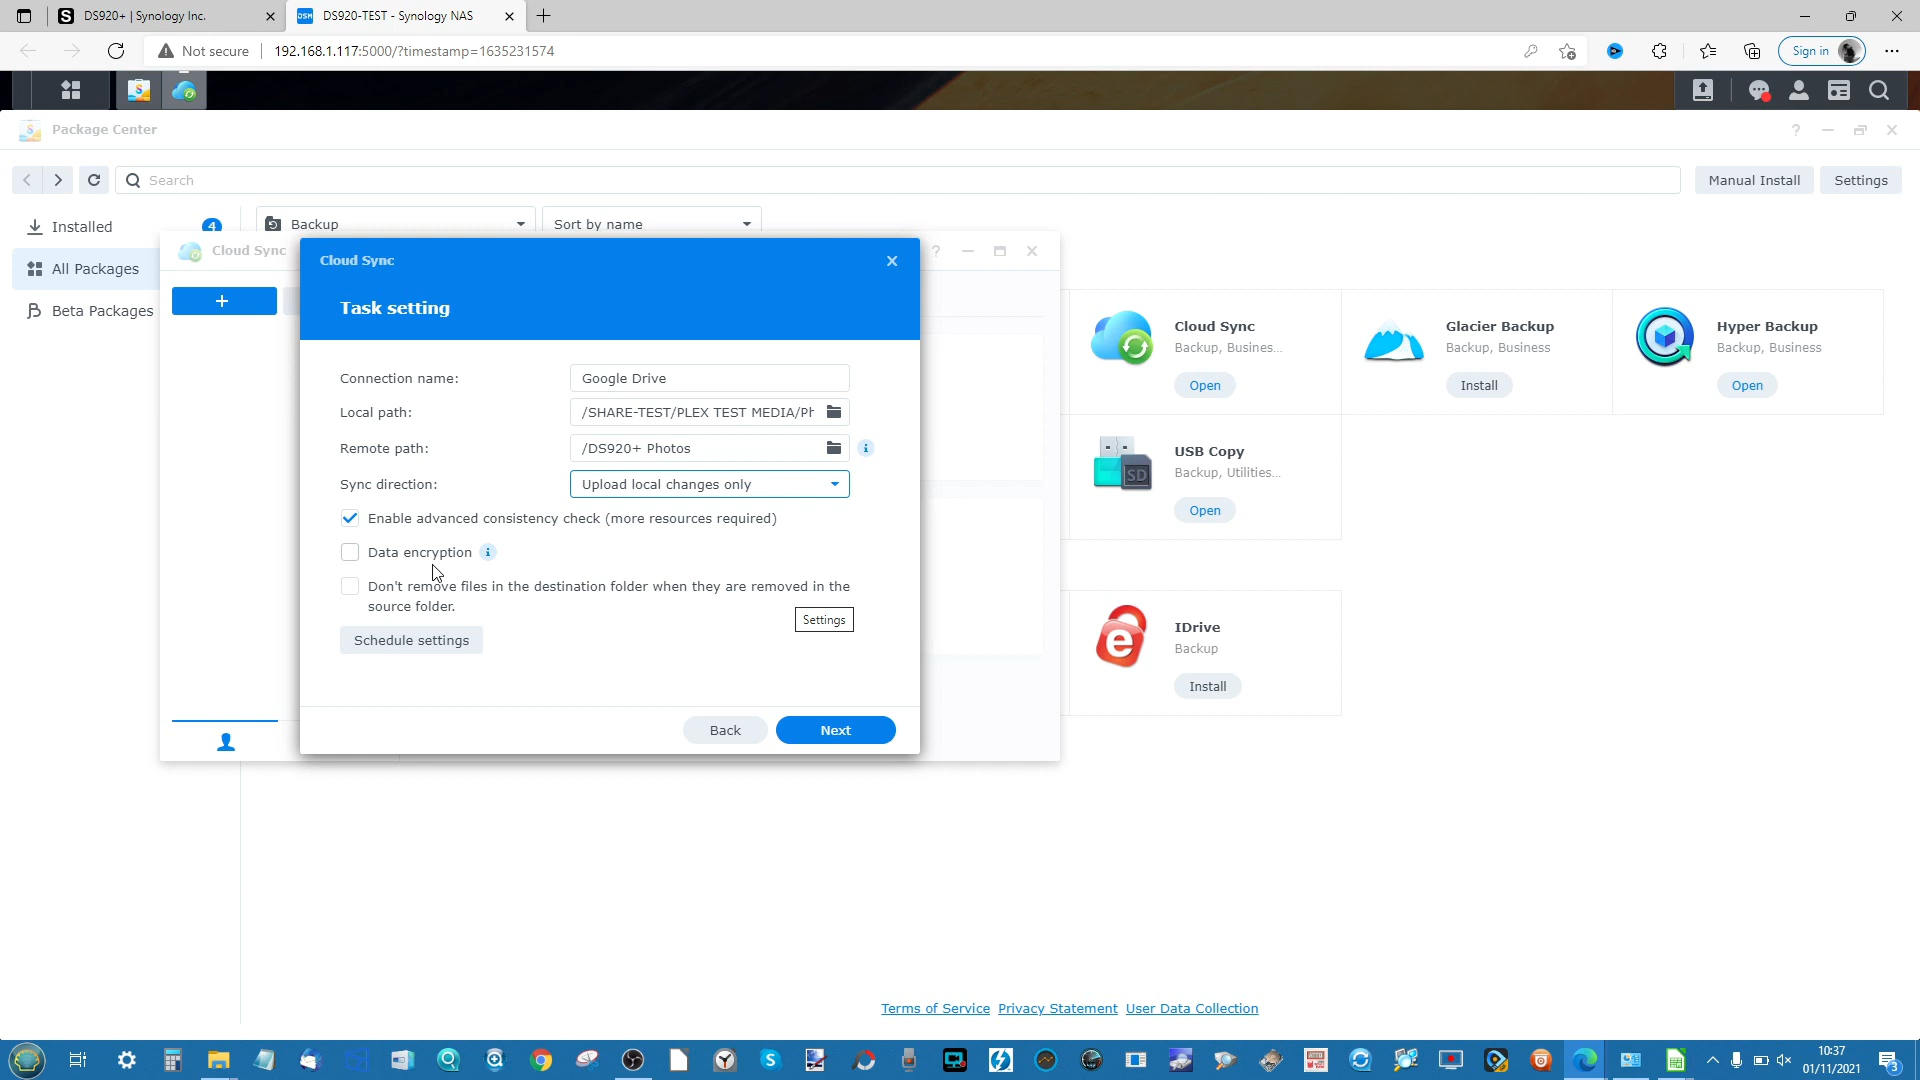 DS920+ | Synology Inc.
DS920-TEST - Synology NAS
Not secure
192.168.1.117:5000/?timestamp=1635231574
Sign in
Package Center
Search
Manual Install
Settings
Installed
4
Backup
Sort by name
All Packages
Beta Packages
Cloud Sync
Cloud Sync
Task setting
Connection name:
Google Drive
Local path:
/SHARE-TEST/PLEX TEST MEDIA/Ph
Remote path:
/DS920+ Photos
Sync direction:
Upload local changes only
Enable advanced consistency check (more resources required)
Data encryption
Don't remove files in the destination folder when they are removed in the
source folder.
Settings
Schedule settings
Back
Next
Cloud Sync
Backup, Busines...
Open
Glacier Backup
Backup, Business
Install
Hyper Backup
Backup, Business
Open
USB Copy
Backup, Utilities...
Open
SD
IDrive
Backup
Install
Terms of Service
Privacy Statement
User Data Collection
10:37
01/11/2021
3